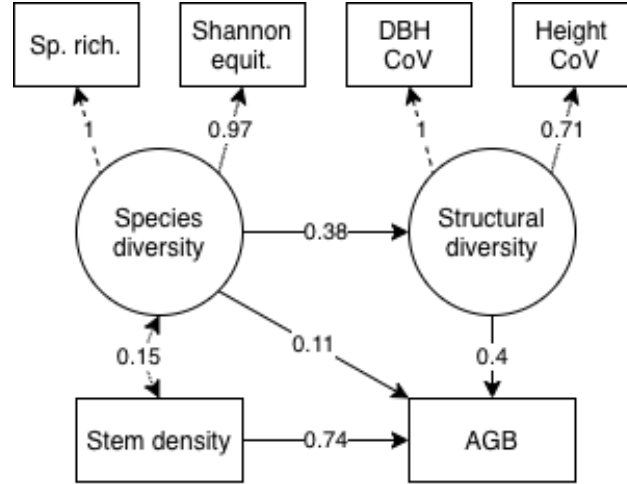 Sp. rich.
Shannon
equit.
DBH
CoV
Height
CoV
1
0.97
1
0.71
Species
diversity
0.38
Structural
diversity
0.15
0.11
0.4
Stem density
0.74
AGB